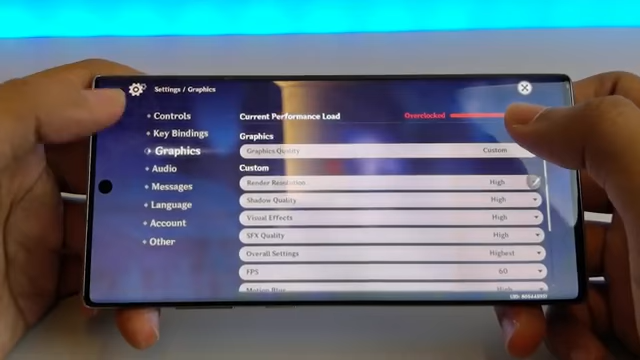 Settings / Graphics
Controls
Key Bindings
Graphics
Audio
Messages
Language
Account
Other
Current Performance Load Overclocked
Graphics
Graphics Quality Custom
Custom
Render Resolution High
Shadow Quality High
Visual Effects High
SFX Quality High
Overall Settings Highest
FPS 60
Motion Blur High